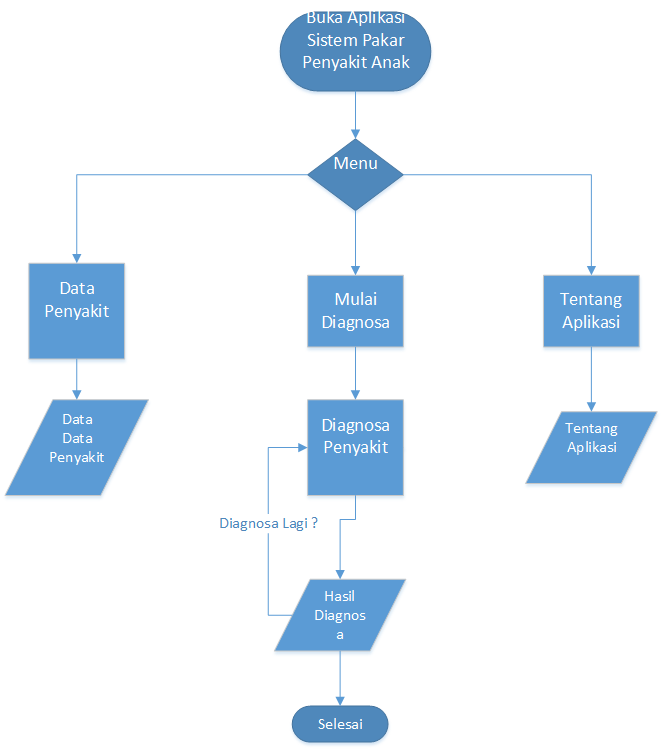 Buka Aplikasi
Sistem Pakar
Penyakit Anak
Menu
Data
Penyakit
Mulai
Diagnosa
Tentang
Aplikasi
Data
Data
Penyakit
Diagnosa
Penyakit
Tentang
Aplikasi
Diagnosa Lagi ?
Hasil
Diagnos
a
Selesai